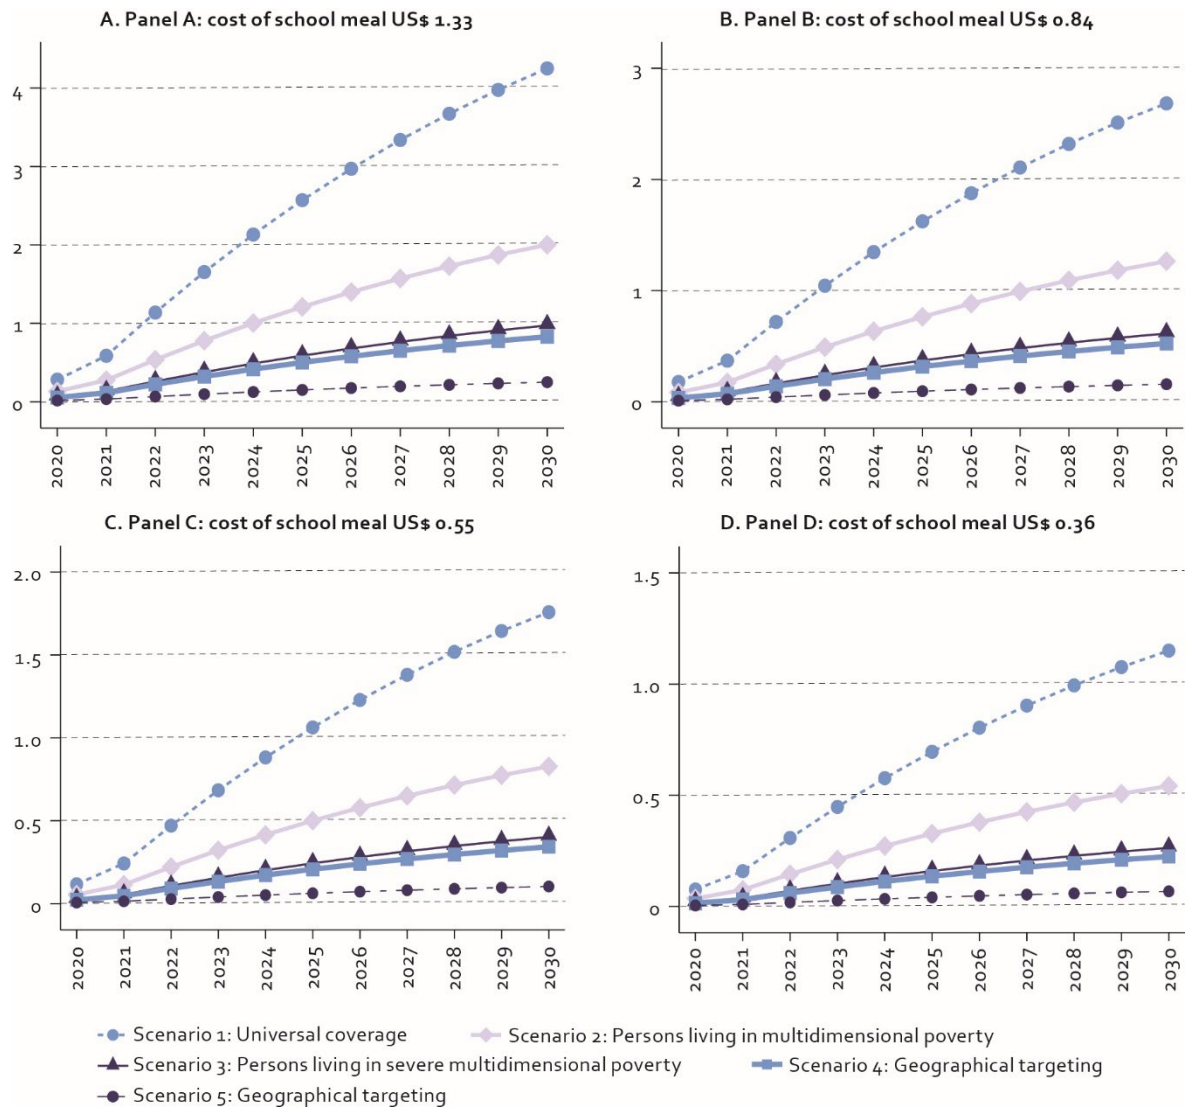 A. Panel A: cost of school meal US$ 1.33
4
3
2
1
0
2020 2021 2022 2023 2024 2025 2026 2027 2028 2029 2030
B. Panel B: cost of school meal US$ 0.84
3
2
1
0
2020 2021 2022 2023 2024 2025 2026 2027 2028 2029 2030
C. Panel C: cost of school meal US$ 0.55
2.0
1.5
1.0
0.5
0
2020 2021 2022 2023 2024 2025 2026 2027 2028 2029 2030
D. Panel D: cost of school meal US$ 0.36
1.5
1.0
0.5
0
2020 2021 2022 2023 2024 2025 2026 2027 2028 2029 2030
Scenario 1: Universal coverage
Scenario 2: Persons living in multidimensional poverty
Scenario 3: Persons living in severe multidimensional poverty
Scenario 4: Geographical targeting
Scenario 5: Geographical targeting